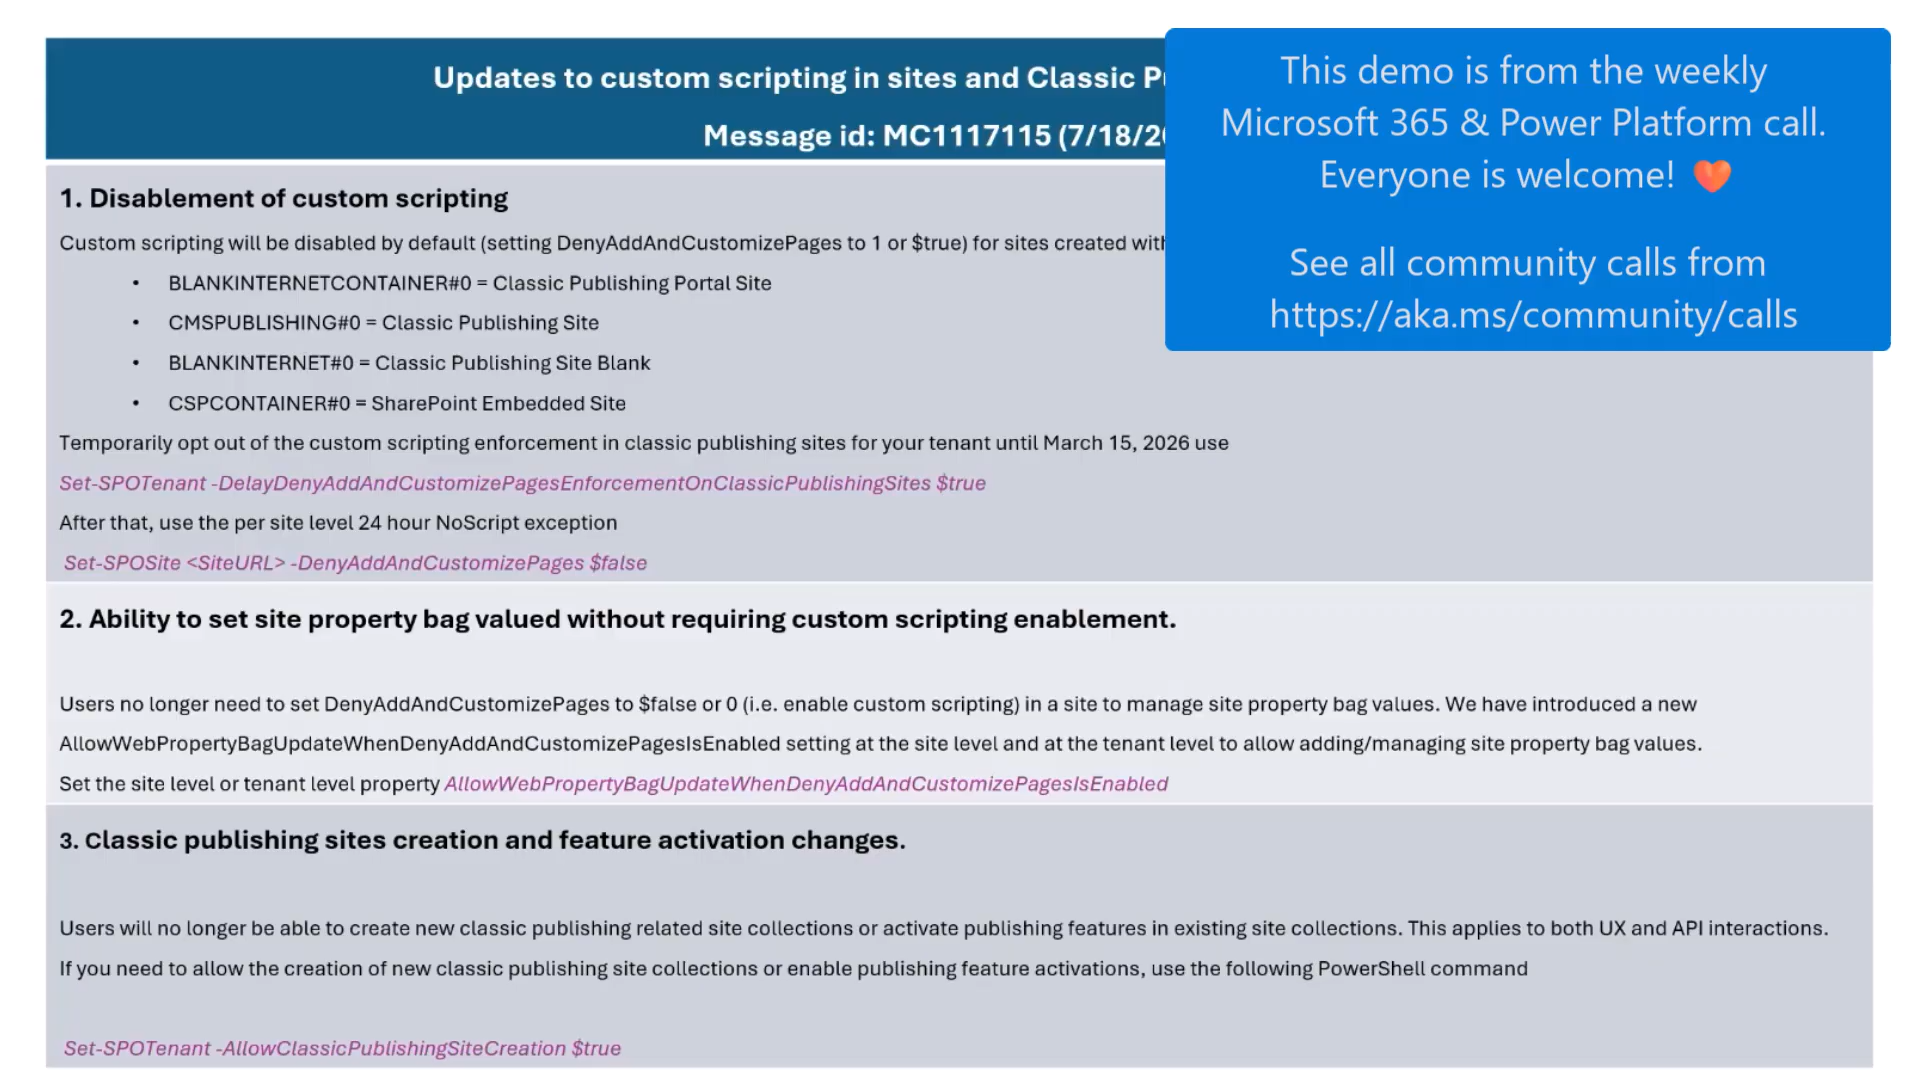 Updates to custom scripting in sites and Classic
Message id: MC1117115 (7/18/
This demo is from the weekly
Microsoft 365 & Power Platform call.
Everyone is welcome! ❤️
See all community calls from
https://aka.ms/community/calls
1. Disablement of custom scripting
Custom scripting will be disabled by default (setting DenyAddAndCustomizePages to 1 or $true) for sites created
• BLANKINTERNETCONTAINER#0 = Classic Publishing Portal Site
• CMSPUBLISHING#0 = Classic Publishing Site
• BLANKINTERNET#0 = Classic Publishing Site Blank
• CSPCONTAINER#0 = SharePoint Embedded Site
Temporarily opt out of the custom scripting enforcement in classic publishing sites for your tenant until March 15, 2026 use
Set-SPOTenant -DelayDenyAddAndCustomizePagesEnforcementOnClassicPublishingSites $true
After that, use the per site level 24 hour NoScript exception
Set-SPOSite <SiteURL> -DenyAddAndCustomizePages $false
2. Ability to set site property bag valued without requiring custom scripting enablement.
Users no longer need to set DenyAddAndCustomizePages to $false or 0 (i.e. enable custom scripting) in a site to manage site property bag values. We have introduced a new
AllowWebPropertyBagUpdateWhenDenyAddAndCustomizePagesIsEnabled setting at the site level and at the tenant level to allow adding/managing site property bag values.
Set the site level or tenant level property AllowWebPropertyBagUpdateWhenDenyAddAndCustomizePagesIsEnabled
3. Classic publishing sites creation and feature activation changes.
Users will no longer be able to create new classic publishing related site collections or activate publishing features in existing site collections. This applies to both UX and API interactions.
If you need to allow the creation of new classic publishing site collections or enable publishing feature activations, use the following PowerShell command
Set-SPOTenant -AllowClassicPublishingSiteCreation $true